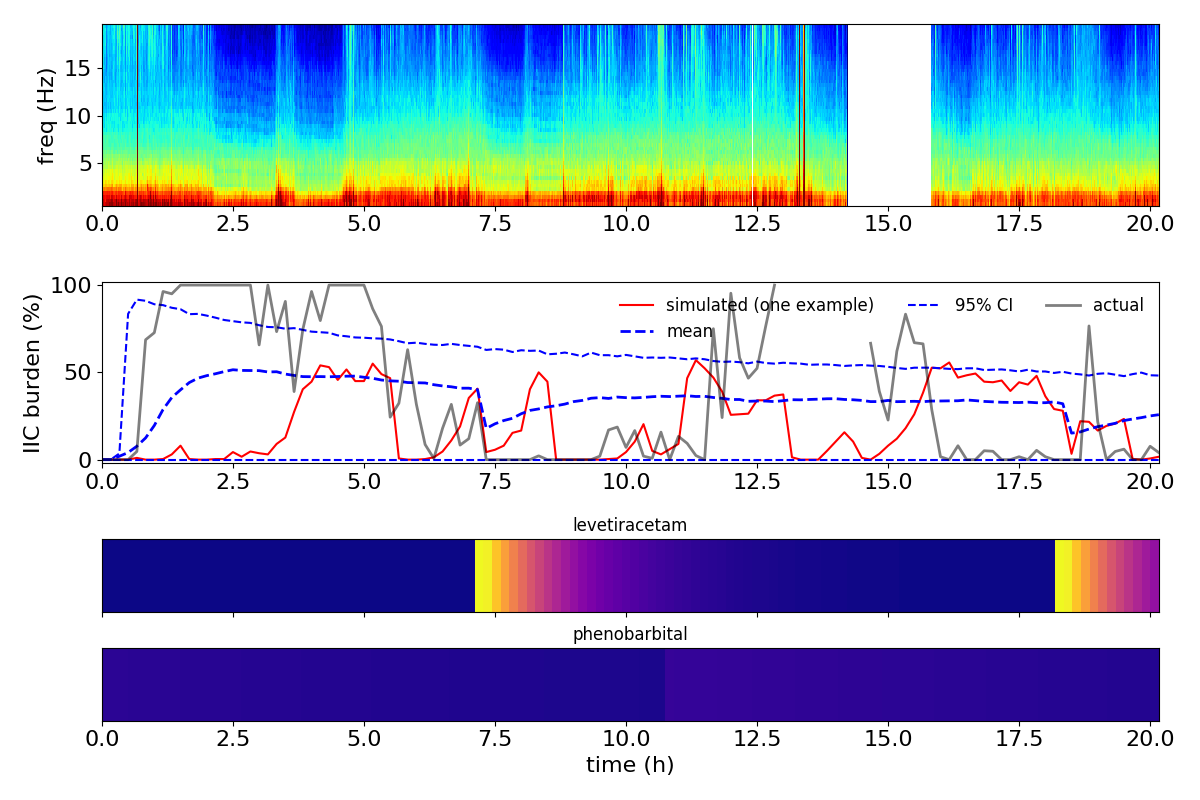 freq (Hz)
15
10
5
0.0 2.5 5.0 7.5 10.0 12.5 15.0 17.5 20.0
IIC burden (%)
100
50
0
simulated (one example) 95% CI actual
mean
0.0 2.5 5.0 7.5 10.0 12.5 15.0 17.5 20.0
levetiracetam
phenobarbital
0.0 2.5 5.0 7.5 10.0 12.5 15.0 17.5 20.0
time (h)